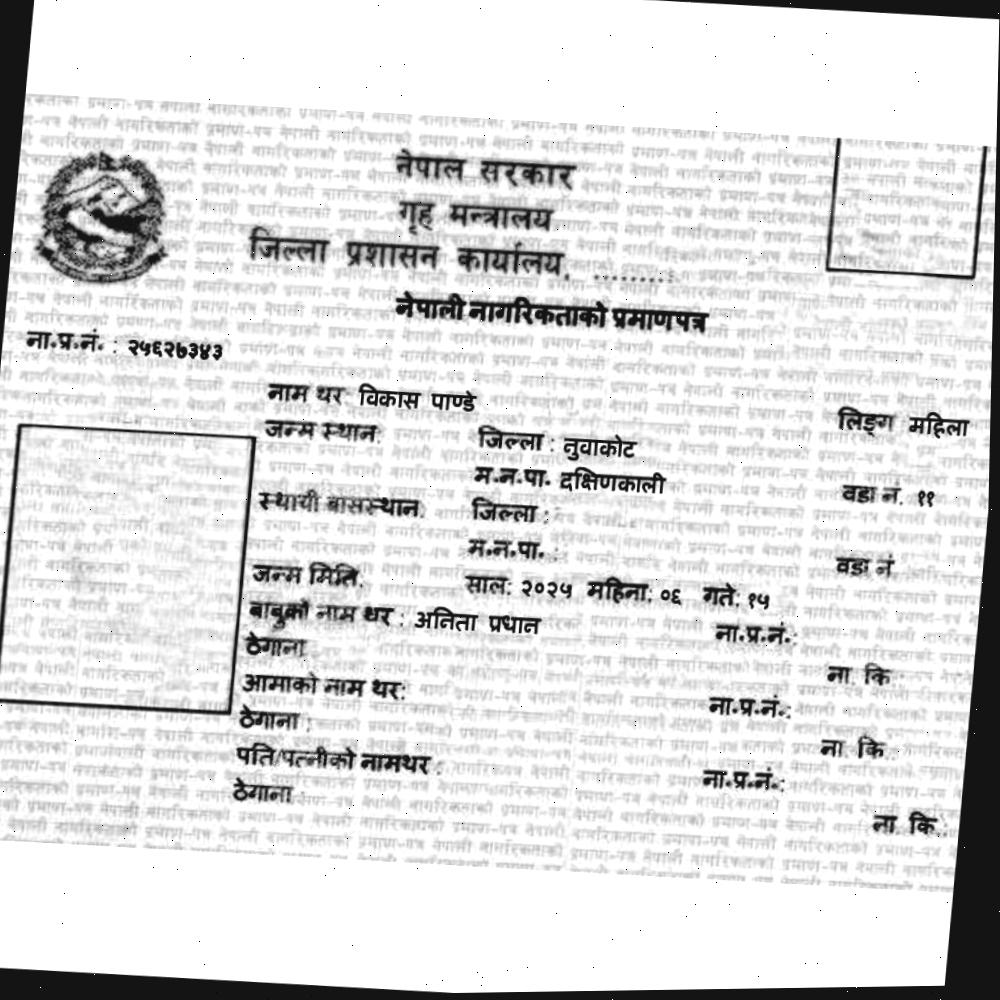 नेपाल सरकार
गृह मन्त्रालय
जिल्ला प्रशासन कार्यालय, .........
नेपाली नागरिकताको प्रमाणपत्र
ना.प्र.नं. : २५६२७३४३
नाम थर: विकास पाण्डे लिङ्ग महिला
जन्म स्थान: जिल्ला : नुवाकोट
म.न.पा. दक्षिणकाली वडा नं. ११
स्थायी बासस्थान: जिल्ला :
म.न.पा. : वडा नं
जन्म मिति: साल: २०२५ महिना: ०६ गते: १५
बाबुको नाम थर : अनिता प्रधान ना.प्र.नं.:
ठेगाना ना. कि.:
आमाको नाम थर: ना.प्र.नं.:
ठेगाना : ना. कि.:
पति/पत्नीको नामथर : ना.प्र.नं.:
ठेगाना ना. कि.: